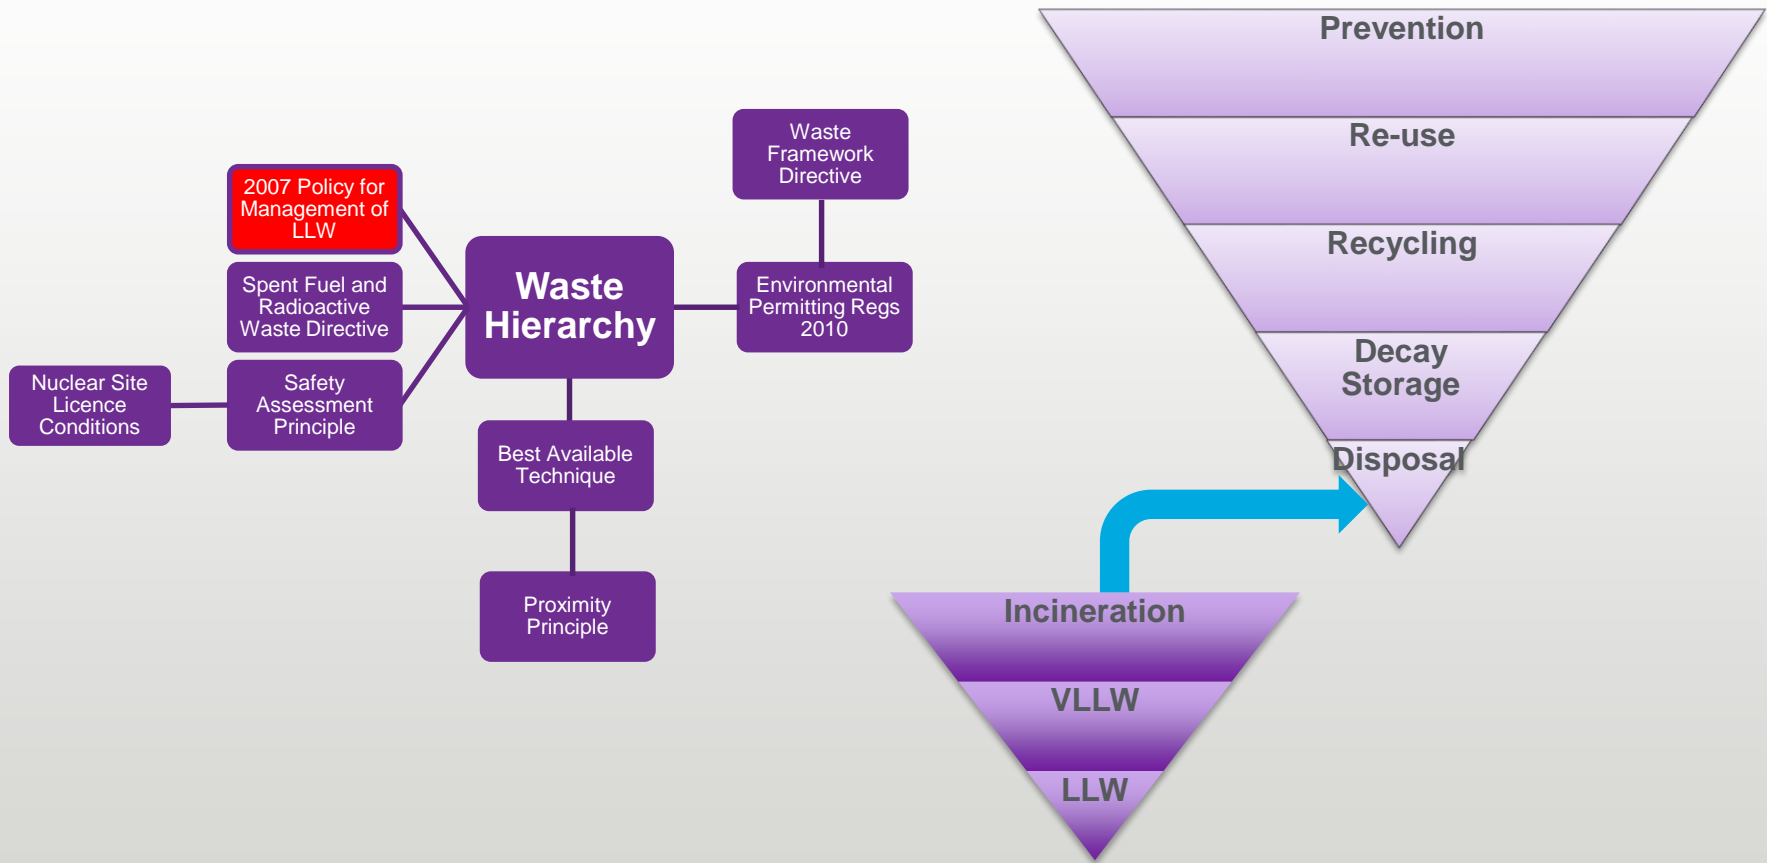 2007 Policy for
Management of
LLW
Spent Fuel and
Radioactive
Waste Directive
Nuclear Site
Licence
Conditions
Safety
Assessment
Principle
Waste
Hierarchy
Best Available
Technique
Proximity
Principle
Waste
Framework
Directive
Environmental
Permitting Regs
2010
Prevention
Re-use
Recycling
Decay
Storage
Disposal
Incineration
VLLW
LLW